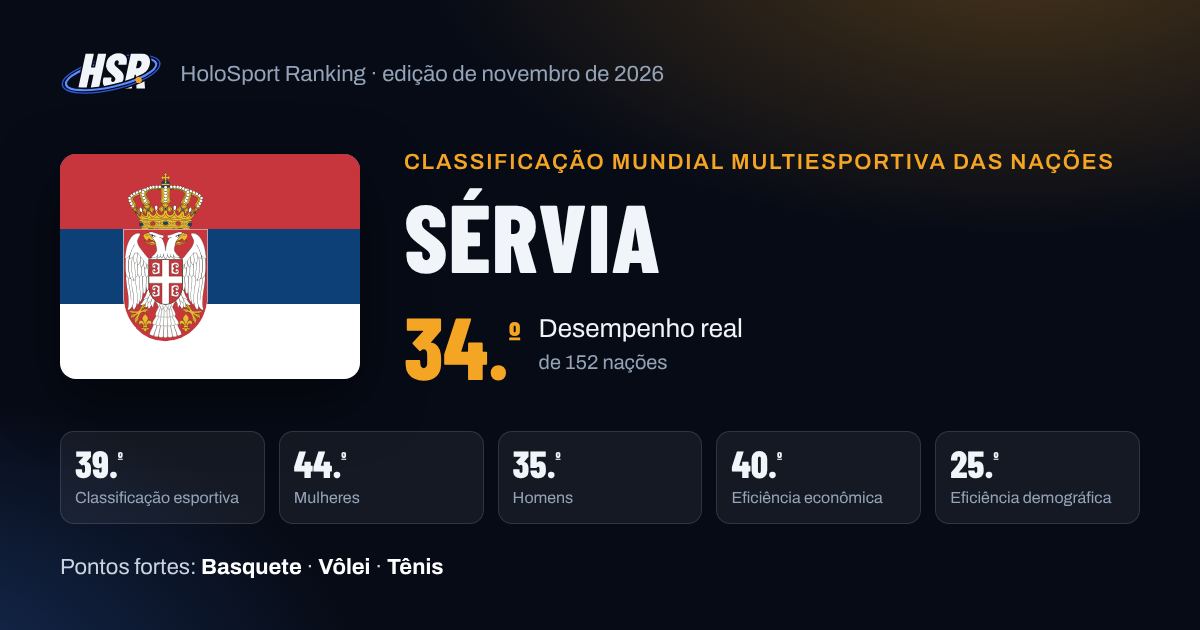 HSR HoloSport Ranking · edição de novembro de 2026
CLASSIFICAÇÃO MUNDIAL MULTIESPORTIVA DAS NAÇÕES
SÉRVIA
34.º Desempenho real
de 152 nações
39.º
Classificação esportiva
44.º
Mulheres
35.º
Homens
40.º
Eficiência econômica
25.º
Eficiência demográfica
Pontos fortes: Basquete · Vôlei · Tênis